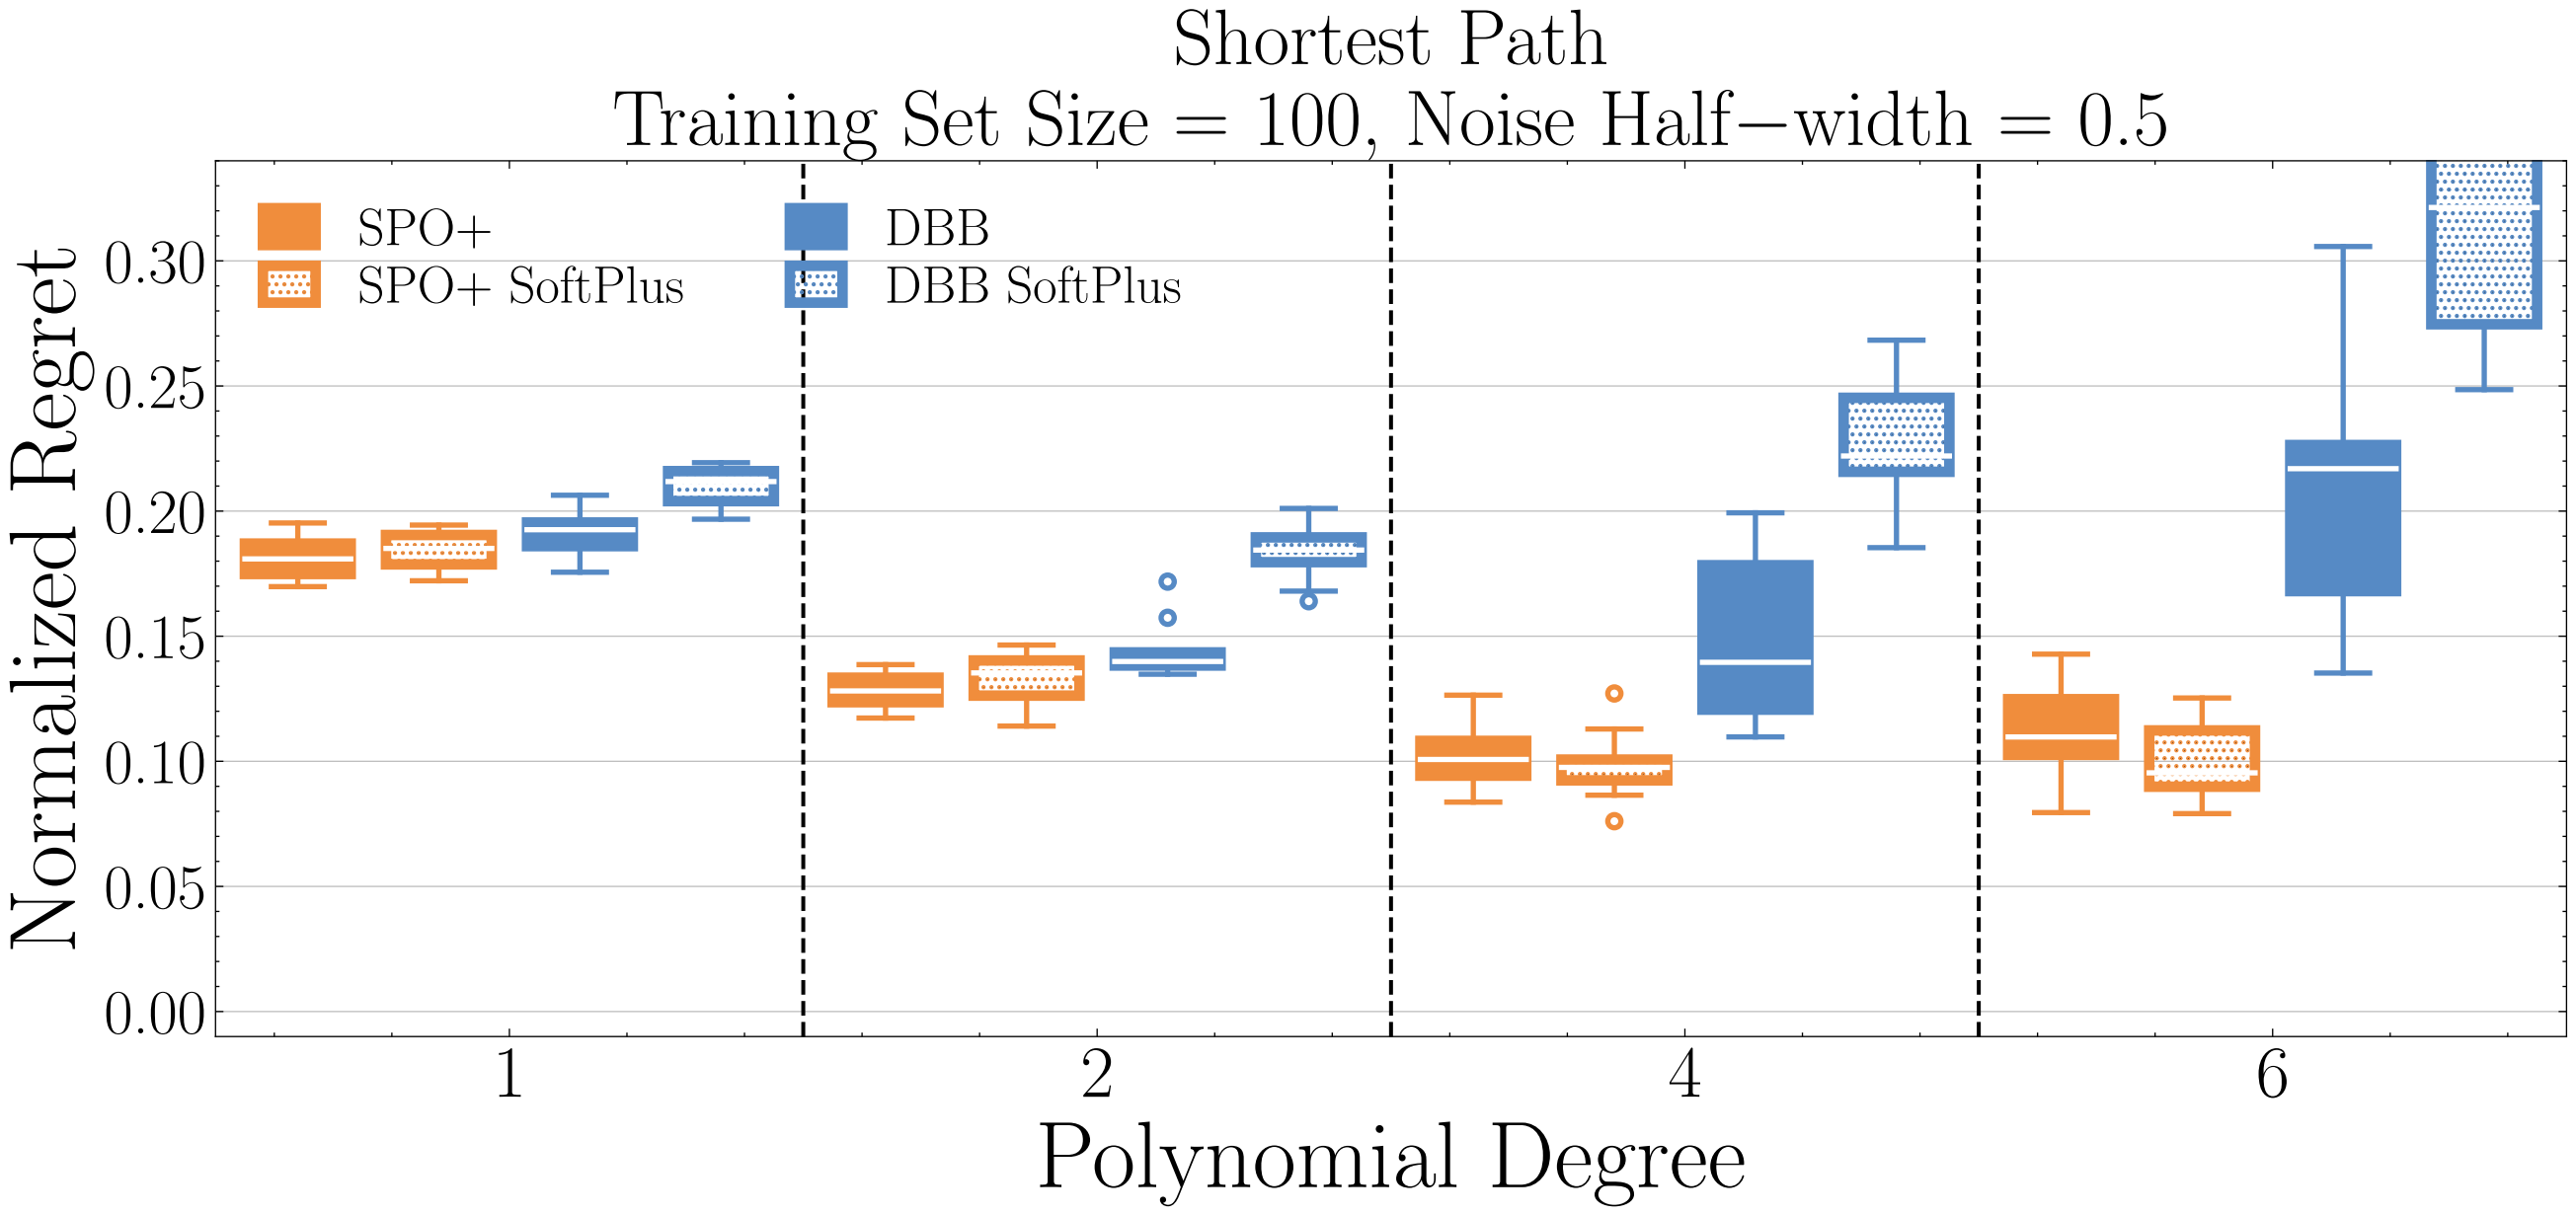 Shortest Path
Training Set Size = 100, Noise Half−width = 0.5
SPO+
SPO+ SoftPlus
DBB
DBB SoftPlus
Normalized Regret
0.30
0.25
0.20
0.15
0.10
0.05
0.00
1 2 4 6
Polynomial Degree